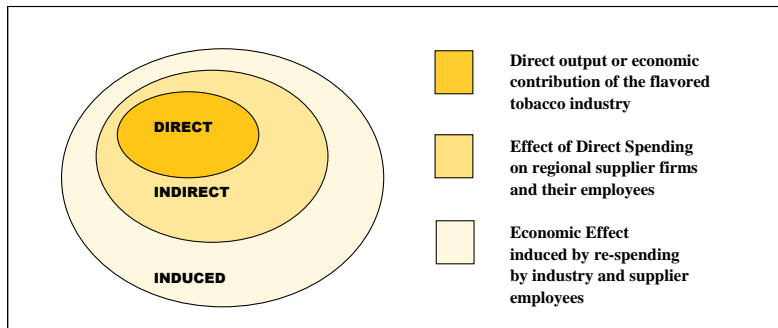 DIRECT
INDIRECT
INDUCED
Direct output or economic
contribution of the flavored
tobacco industry
Effect of Direct Spending
on regional supplier firms
and their employees
Economic Effect
induced by re-spending
by industry and supplier
employees